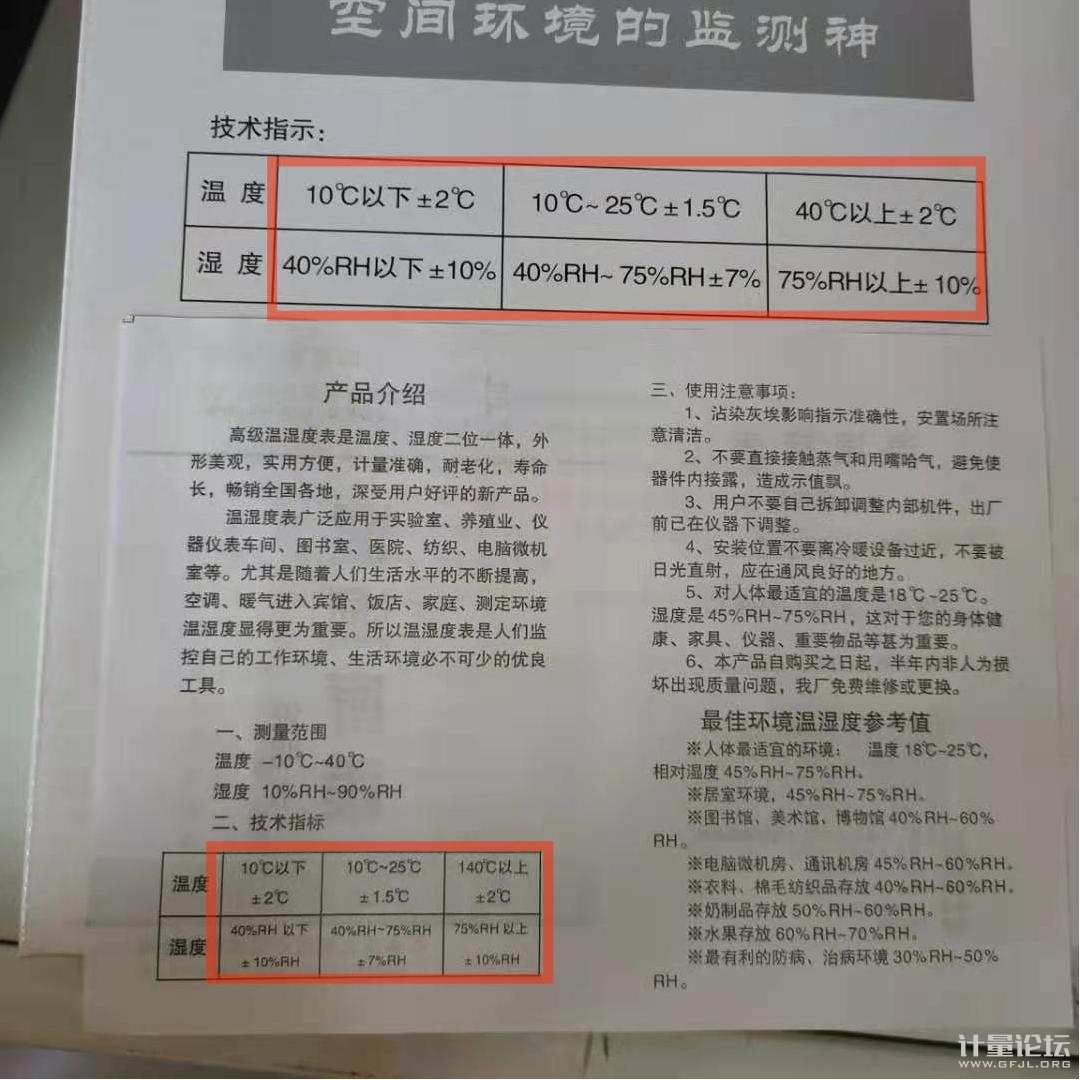 空间环境的监测神
技术指示：
温 度 10℃以下±2℃ 10℃~25℃±1.5℃ 40℃以上±2℃
湿 度 40%RH以下±10% 40%RH~75%RH±7% 75%RH以上±10%
产品介绍
高级温湿度表是温度、湿度二位一体，外
形美观，实用方便，计量准确，耐老化，寿命
长，畅销全国各地，深受用户好评的新产品。
温湿度表广泛应用于实验室、养殖业、仪
器仪表车间、图书室、医院、纺织、电脑微机
室等。尤其是随着人们生活水平的不断提高，
空调、暖气进入宾馆、饭店、家庭、测定环境
温湿度显得更为重要。所以温湿度表是人们监
控自己的工作环境、生活环境必不可少的优良
工具。
一、测量范围
温度 -10℃~40℃
湿度 10%RH~90%RH
二、技术指标
温度 10℃以下 10℃~25℃ 140℃以上
±2℃ ±1.5℃ ±2℃
湿度 40%RH 以下 40%RH~75%RH 75%RH 以上
±10%RH ±7%RH ±10%RH
三、使用注意事项：
1、沾染灰埃影响指示准确性，安置场所注
意清洁。
2、不要直接接触蒸气和用嘴哈气，避免使
器件内接露，造成示值飘。
3、用户不要自己拆卸调整内部机件，出厂
前已在仪器下调整。
4、安装位置不要离冷暖设备过近，不要被
日光直射，应在通风良好的地方。
5、对人体最适宜的温度是18℃~25℃。
湿度是45%RH~75%RH，这对于您的身体健
康、家具、仪器、重要物品等甚为重要。
6、本产品自购买之日起，半年内非人为损
坏出现质量问题，我厂免费维修或更换。
最佳环境温湿度参考值
※人体最适宜的环境： 温度 18℃~25℃，
相对湿度 45%RH~75%RH。
※居室环境，45%RH~75%RH。
※图书馆、美术馆、博物馆 40%RH~60%
RH。
※电脑微机房、通讯机房 45%RH~60%RH。
※衣料、棉毛纺织品存放 40%RH~60%RH。
※奶制品存放 50%RH~60%RH。
※水果存放 60%RH~70%RH。
※最有利的防病、治病环境 30%RH~50%
RH。
计量论坛
WWW.GFJL.ORG